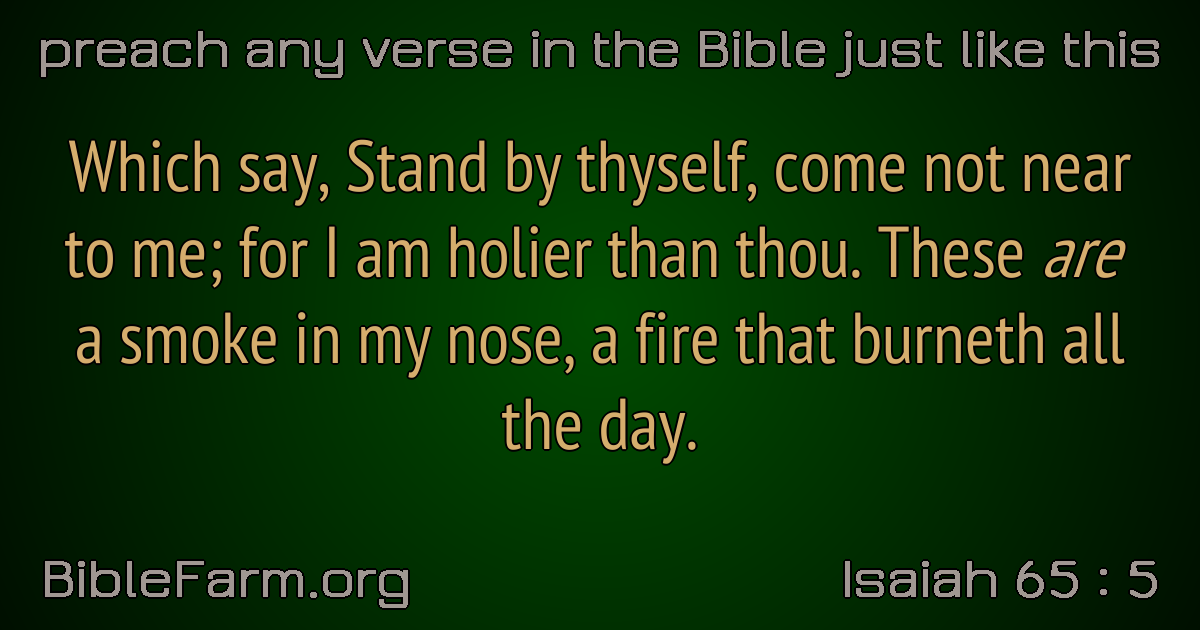 preach any verse in the Bible just like this
Which say, Stand by thyself, come not near
to me; for I am holier than thou. These are
a smoke in my nose, a fire that burneth all
the day.
BibleFarm.org
Isaiah 65 : 5